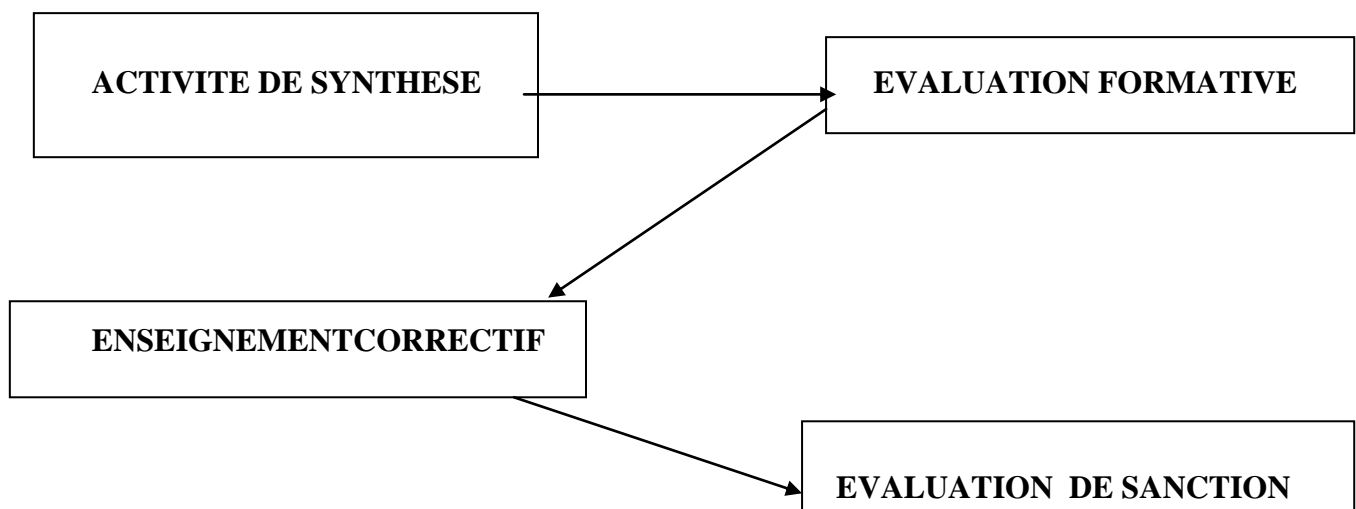 ACTIVITE DE SYNTHESE
EVALUATION FORMATIVE
ENSEIGNEMENTCORRECTIF
EVALUATION DE SANCTION